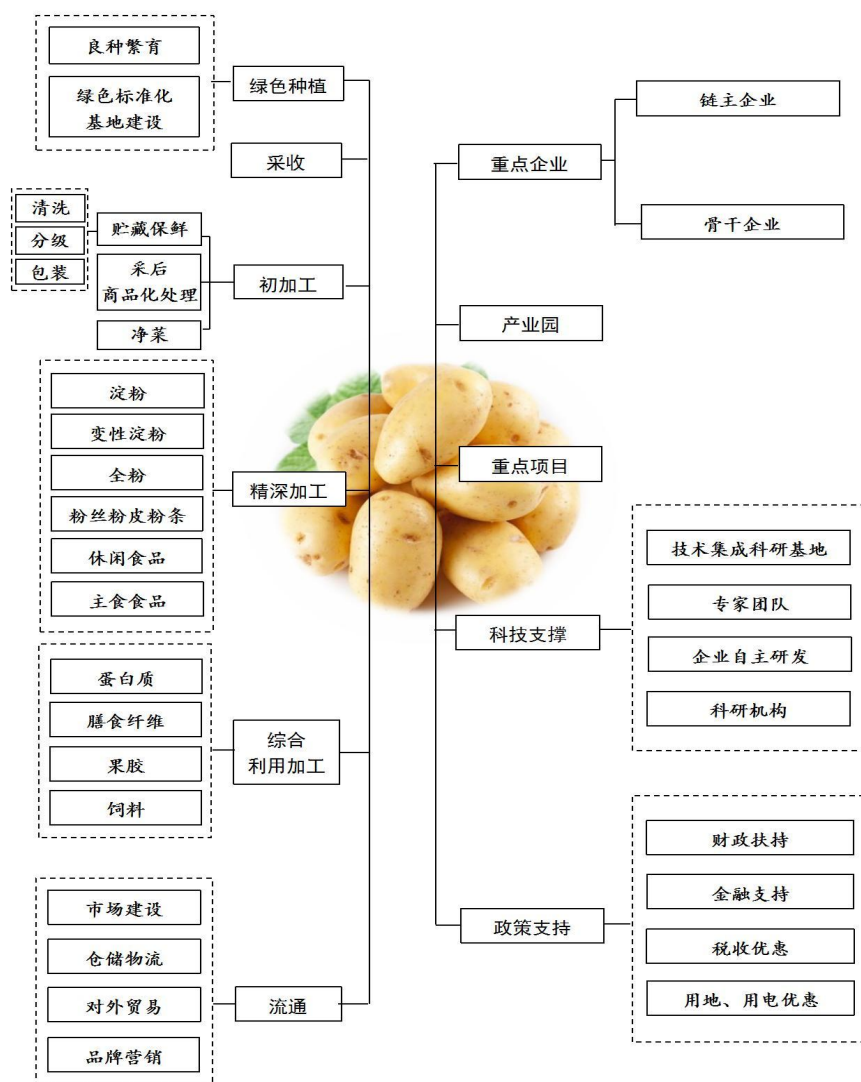 良种繁育
绿色标准化
基地建设
绿色种植
采收
清洗
分级
包装
贮藏保鲜
采后
商品化处理
净菜
初加工
淀粉
变性淀粉
全粉
粉丝粉皮粉条
休闲食品
主食食品
精深加工
蛋白质
膳食纤维
果胶
饲料
综合
利用加工
市场建设
仓储物流
对外贸易
品牌营销
流通
重点企业
链主企业
骨干企业
产业园
重点项目
科技支撑
技术集成科研基地
专家团队
企业自主研发
科研机构
政策支持
财政扶持
金融支持
税收优惠
用地、用电优惠